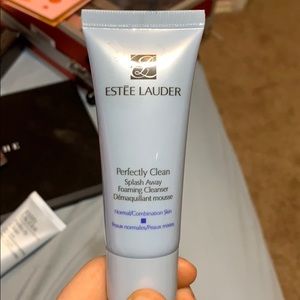 ESTĒE LAUDER
Perfectly Clean
Splash Away
Foaming Cleanser
Démaquillant mousse
Normal/Combination Skin
Peaux normales/Peaux mixtes